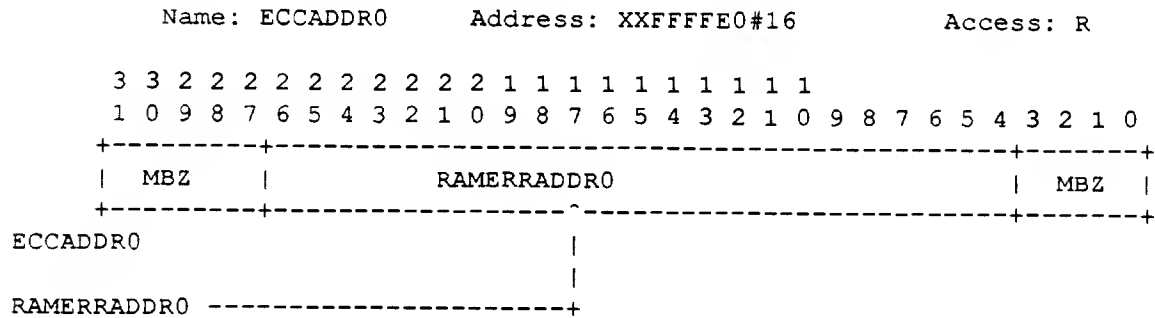 Name: ECCADDR0 Address: XXFFFFE0#16 Access: R
3 3 2 2 2 2 2 2 2 2 2 2 1 1 1 1 1 1 1 1 1 1
1 0 9 8 7 6 5 4 3 2 1 0 9 8 7 6 5 4 3 2 1 0 9 8 7 6 5 4 3 2 1 0
+---------+-----------------------------------------------+-------+
| MBZ | RAMERRADDR0 | MBZ |
+---------+------------------^----------------------------+-------+
ECCADDR0 |
|
RAMERRADDR0 -----------------------+